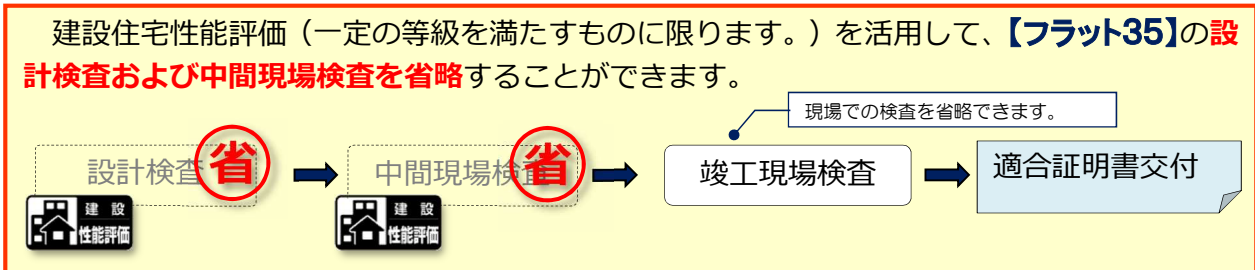 建設住宅性能評価（一定の等級を満たすものに限ります。）を活用して、【フラット35】の設
計検査および中間現場検査を省略することができます。
現場での検査を省略できます。
設計検査 省
中間現場検査 省
竣工現場検査
適合証明書交付
建設
性能評価
建設
性能評価